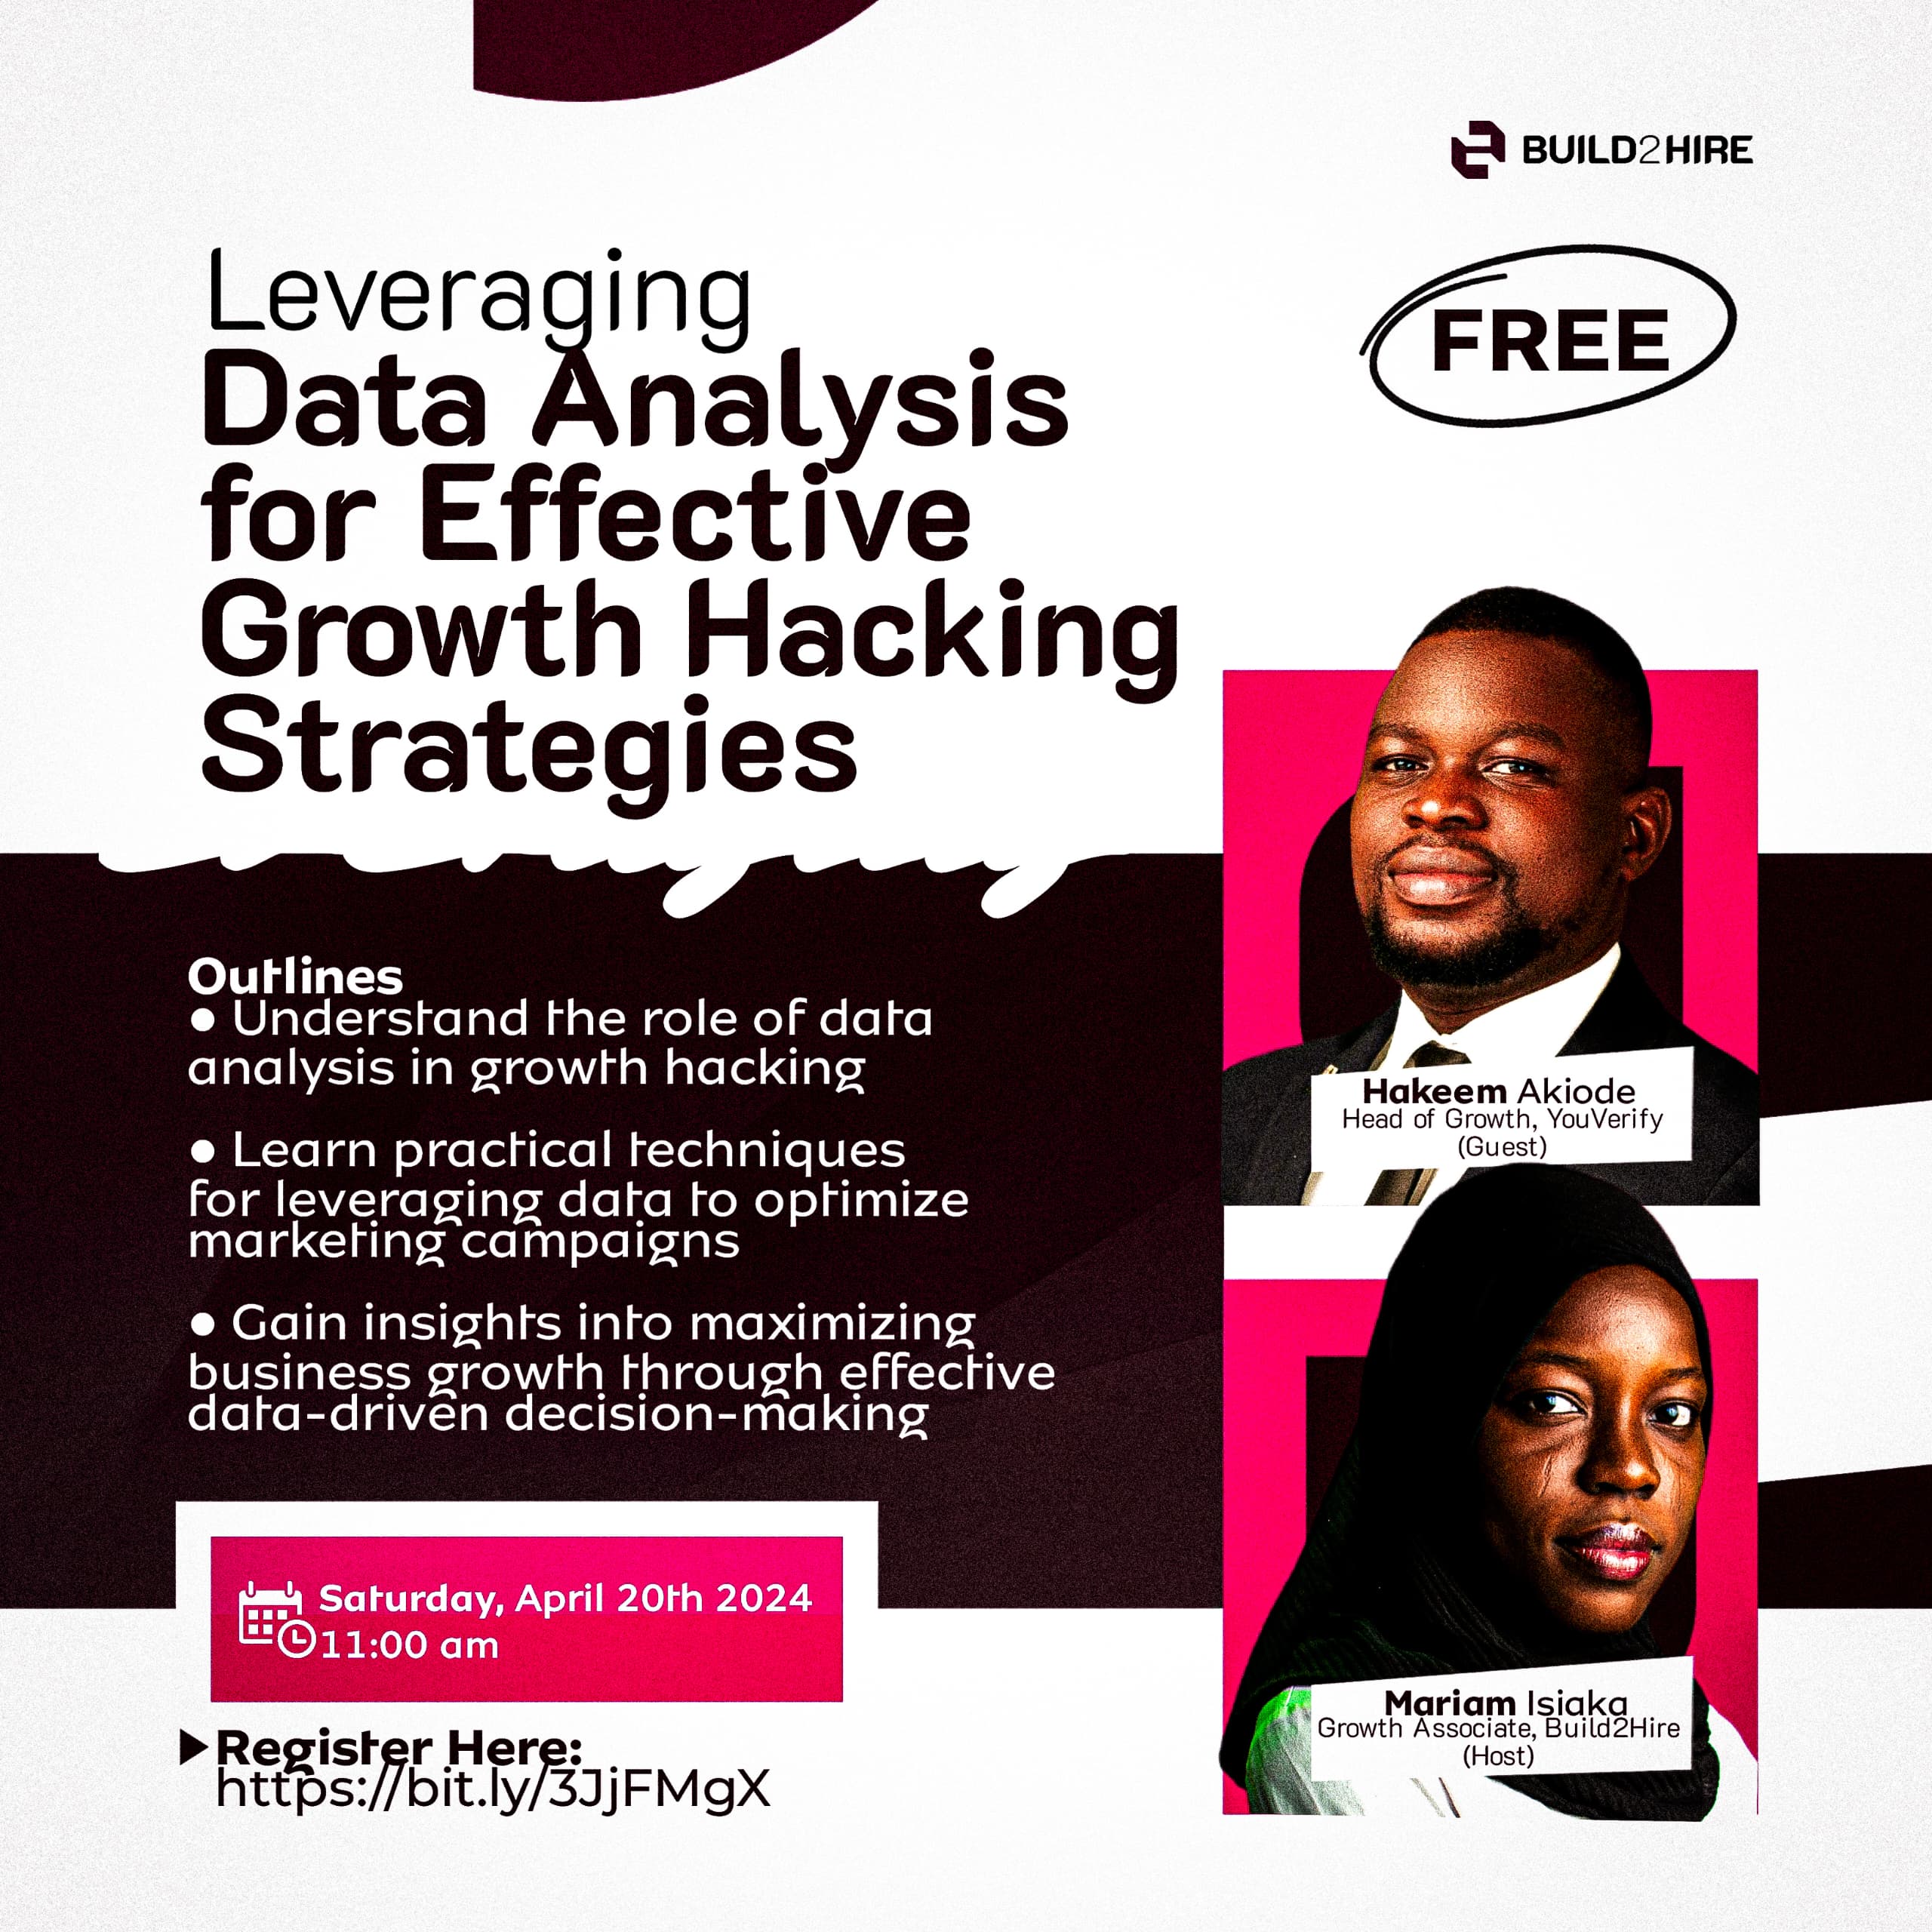 BUILD2HIRE
FREE
Leveraging
Data Analysis
for Effective
Growth Hacking
Strategies
Outlines
● Understand the role of data
analysis in growth hacking
● Learn practical techniques
for leveraging data to optimize
marketing campaigns
● Gain insights into maximizing
business growth through effective
data-driven decision-making
Saturday, April 20th 2024
11:00 am
Register Here:
https://bit.ly/3JjFMgX
Hakeem Akiode
Head of Growth, YouVerify
(Guest)
Mariam Isiaka
Growth Associate, Build2Hire
(Host)